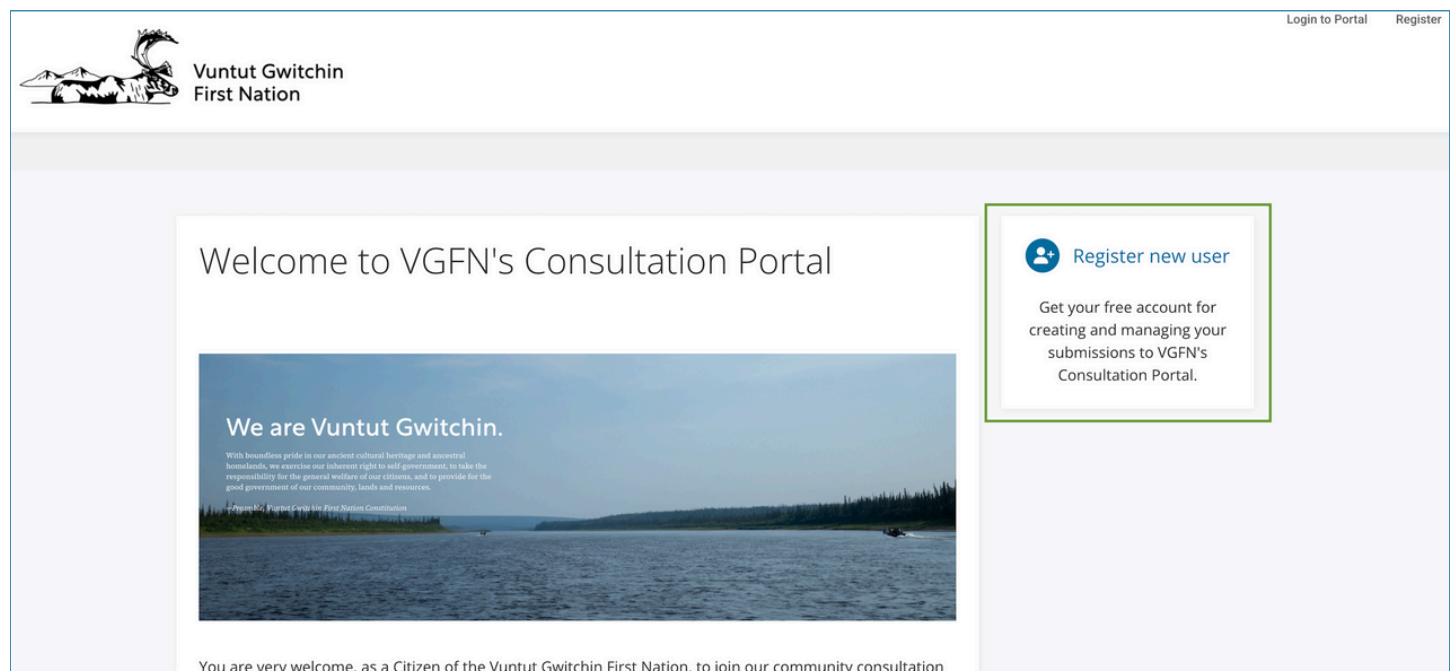 Login to Portal Register
Vuntut Gwitchin
First Nation
Welcome to VGFN's Consultation Portal
Register new user
Get your free account for
creating and managing your
submissions to VGFN's
Consultation Portal.
We are Vuntut Gwitchin.
With boundless pride in our ancient cultural heritage and ancestral
homelands, we exercise our inherent right to self-government, to take the
responsibility for the general welfare of our citizens, and to provide for the
good government of our community, lands and resources.
—Preamble, Vuntut Gwitchin First Nation Constitution
You are very welcome, as a Citizen of the Vuntut Gwitchin First Nation, to join our community consultation